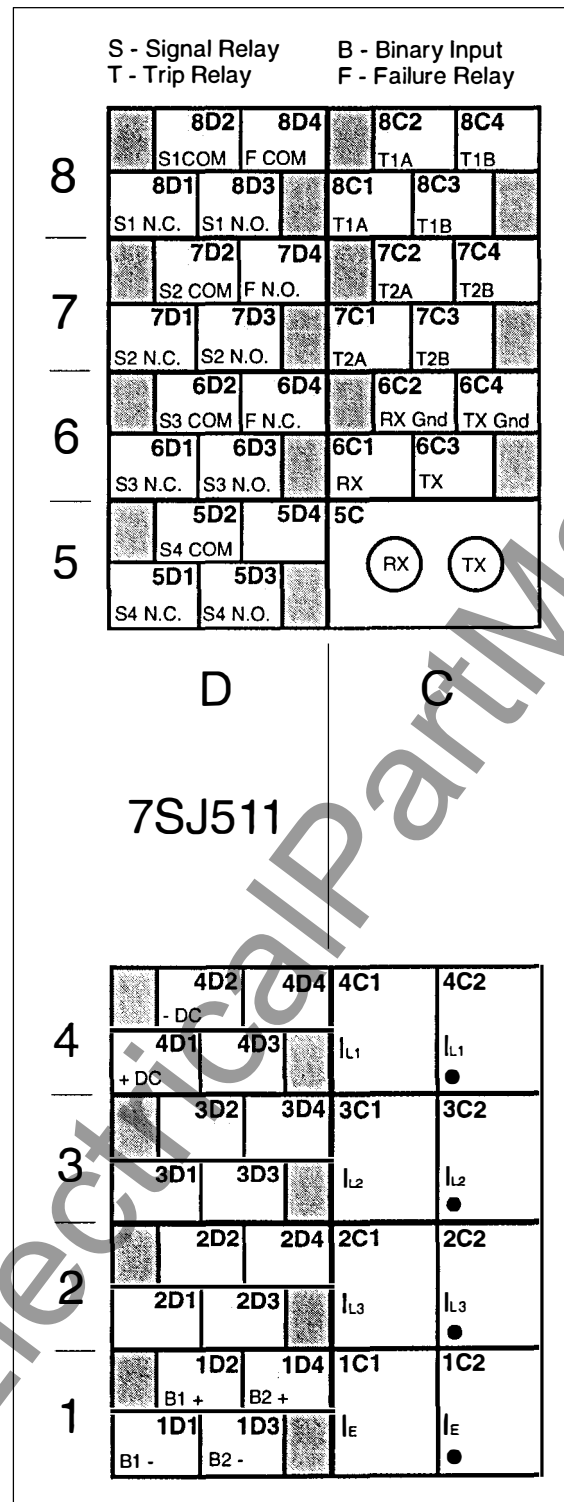 S - Signal Relay B - Binary Input
T - Trip Relay F - Failure Relay
8D2 8D4 8C2 8C4
S1COM F COM T1A T1B
8
8D1 8D3 8C1 8C3
S1 N.C. S1 N.O. T1A T1B
7D2 7D4 7C2 7C4
S2 COM F N.O. T2A T2B
7
7D1 7D3 7C1 7C3
S2 N.C. S2 N.O. T2A T2B
6D2 6D4 6C2 6C4
S3 COM F N.C. RX Gnd TX Gnd
6
6D1 6D3 6C1 6C3
S3 N.C. S3 N.O. RX TX
5D2 5D4 5C
S4 COM
5 RX TX
5D1 5D3
S4 N.C. S4 N.O.
D C
7SJ511
4D2 4D4 4C1 4C2
- DC
4
4D1 4D3 IL1 IL1
+ DC
3D2 3D4 3C1 3C2
3
3D1 3D3 IL2 IL2
2D2 2D4 2C1 2C2
2
2D1 2D3 IL3 IL3
1D2 1D4 1C1 1C2
B1 + B2 +
1
1D1 1D3 IE IE
B1 - B2 -
ElectricalPartMa